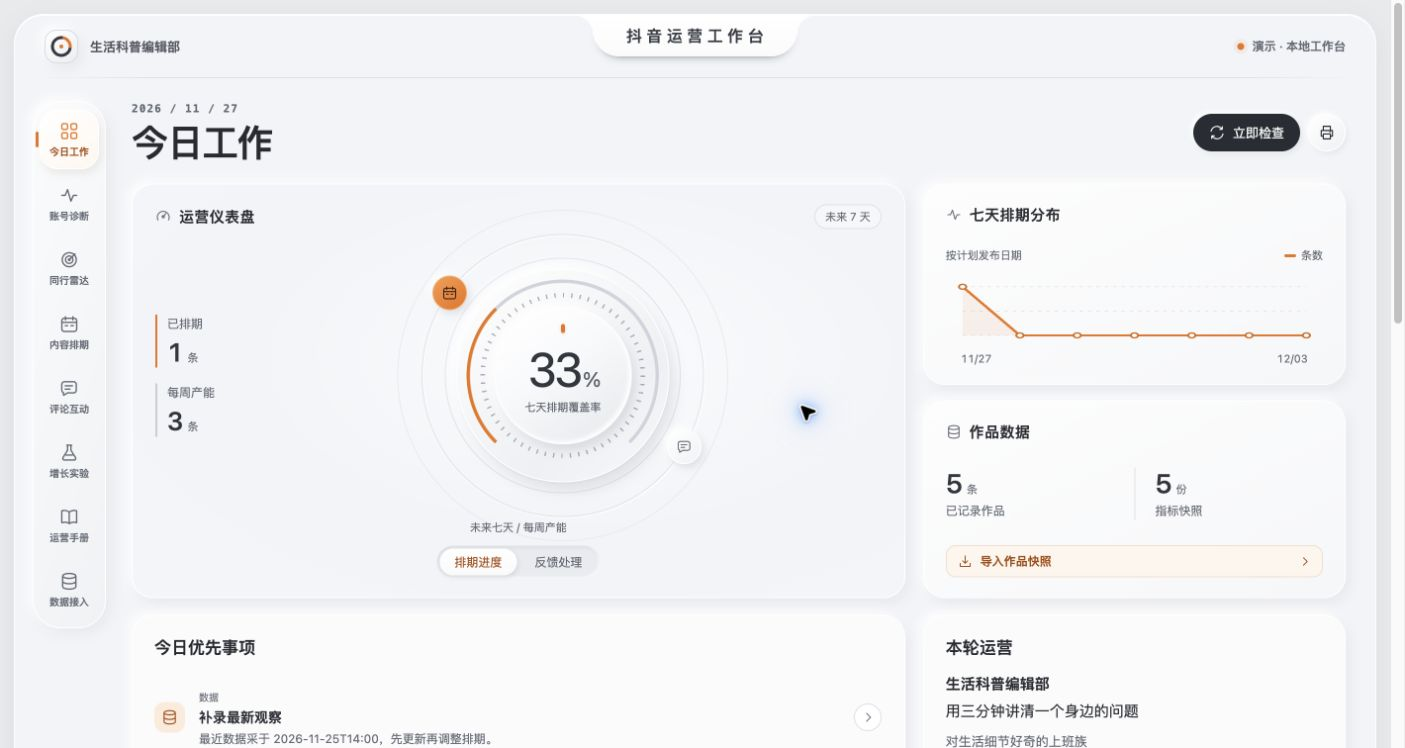 生活科普编辑部
抖音运营工作台
演示 · 本地工作台
2026 / 11 / 27
今日工作
立即检查
今日工作
账号诊断
同行雷达
内容排期
评论互动
增长实验
运营手册
数据接入
运营仪表盘
未来 7 天
已排期
1 条
每周产能
3 条
33%
七天排期覆盖率
未来七天 / 每周产能
排期进度
反馈处理
七天排期分布
按计划发布日期
条数
11/27
12/03
作品数据
5 条
已记录作品
5 份
指标快照
导入作品快照
今日优先事项
数据
补录最新观察
最近数据采于 2026-11-25T14:00，先更新再调整排期。
本轮运营
生活科普编辑部
用三分钟讲清一个身边的问题
对生活细节好奇的上班族